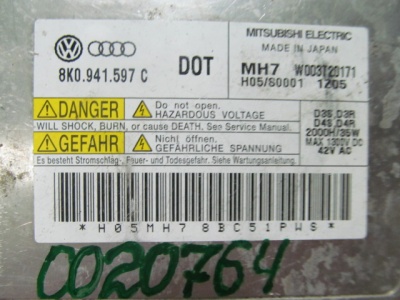 MITSUBISHI ELECTRIC
MADE IN JAPAN
8K0.941.597 C DOT MH7 W003T20171
H05/S0001 1205
DANGER Do not open.
HAZARDOUS VOLTAGE
WILL SHOCK, BURN, or cause DEATH. See Service Manual.
GEFAHR Nicht öffnen.
GEFÄHRLICHE SPANNUNG
Es besteht Stromschlag-, Feuer- und Todesgefahr. Siehe Wartungsanleitung.
D3S,D3R
D4S,D4R
2000H/35W
MAX 1300V DC
42V AC
*H05MH78BC51PWS*
0020764